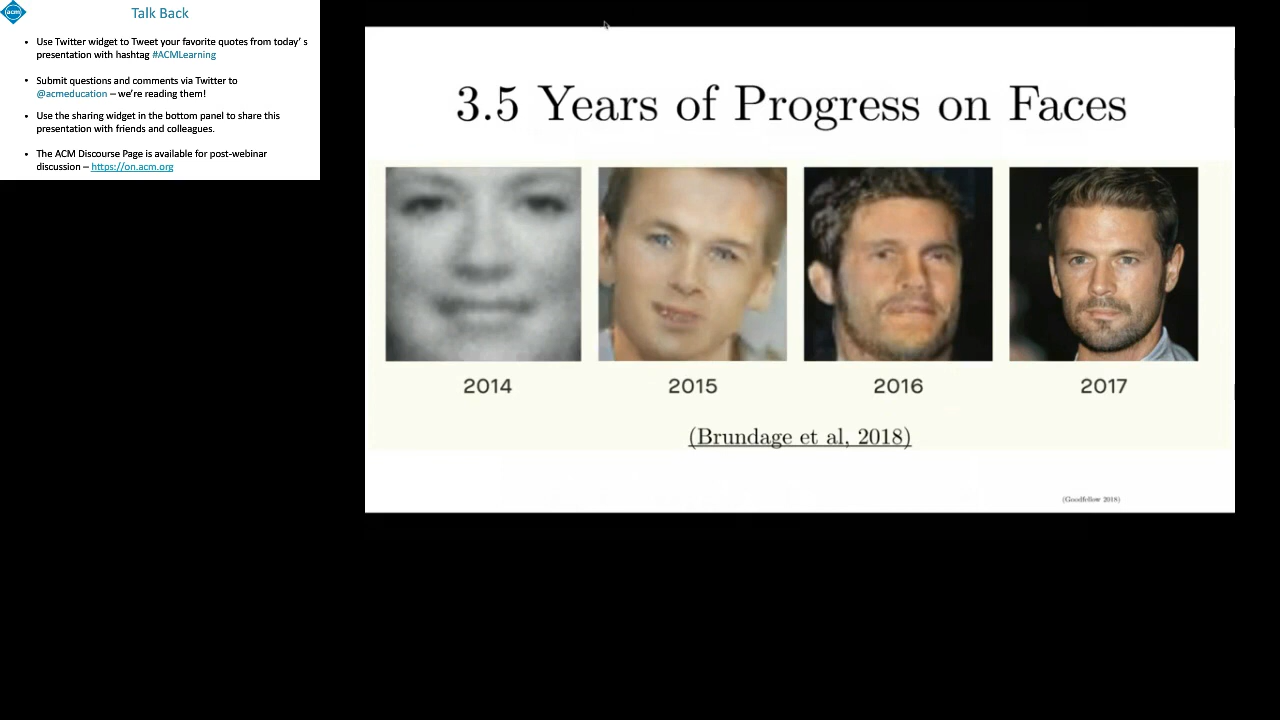 acm
Talk Back
• Use Twitter widget to Tweet your favorite quotes from today’ s
presentation with hashtag #ACMLearning
• Submit questions and comments via Twitter to
@acmeducation – we’re reading them!
• Use the sharing widget in the bottom panel to share this
presentation with friends and colleagues.
• The ACM Discourse Page is available for post-webinar
discussion – https://on.acm.org
3.5 Years of Progress on Faces
2014 2015 2016 2017
(Brundage et al, 2018)
(Goodfellow 2018)